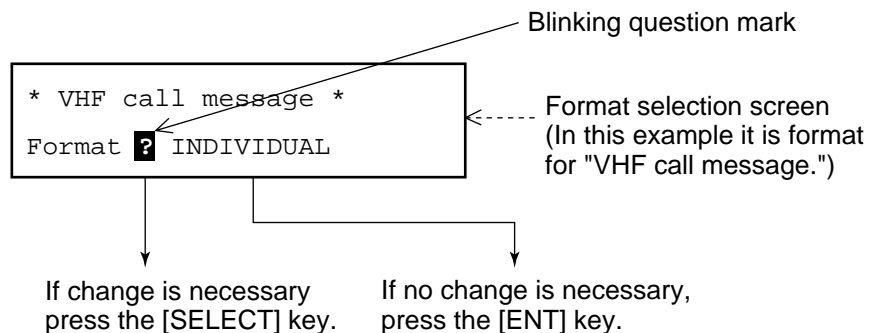 Blinking question mark
* VHF call message *
Format ? INDIVIDUAL
Format selection screen
(In this example it is format
for "VHF call message.")
If change is necessary
press the [SELECT] key.
If no change is necessary,
press the [ENT] key.